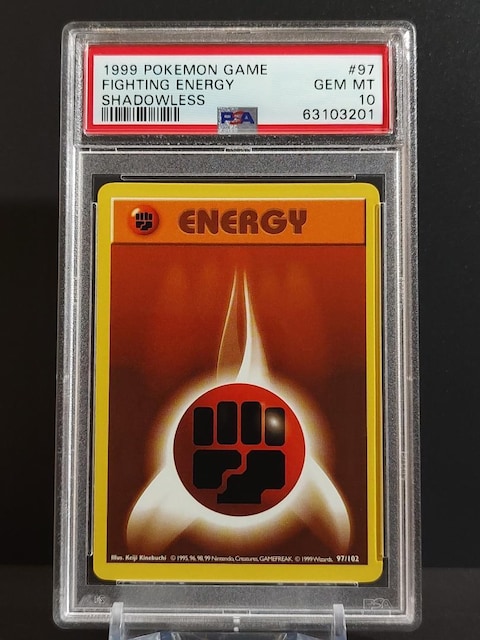 1999 POKEMON GAME #97
FIGHTING ENERGY GEM MT
SHADOWLESS 10
PSA 63103201
ENERGY
Illus. Keiji Kinebuchi © 1995, 96, 98, 99 Nintendo, Creatures, GAMEFREAK. © 1999 Wizards. 97/102
PSA